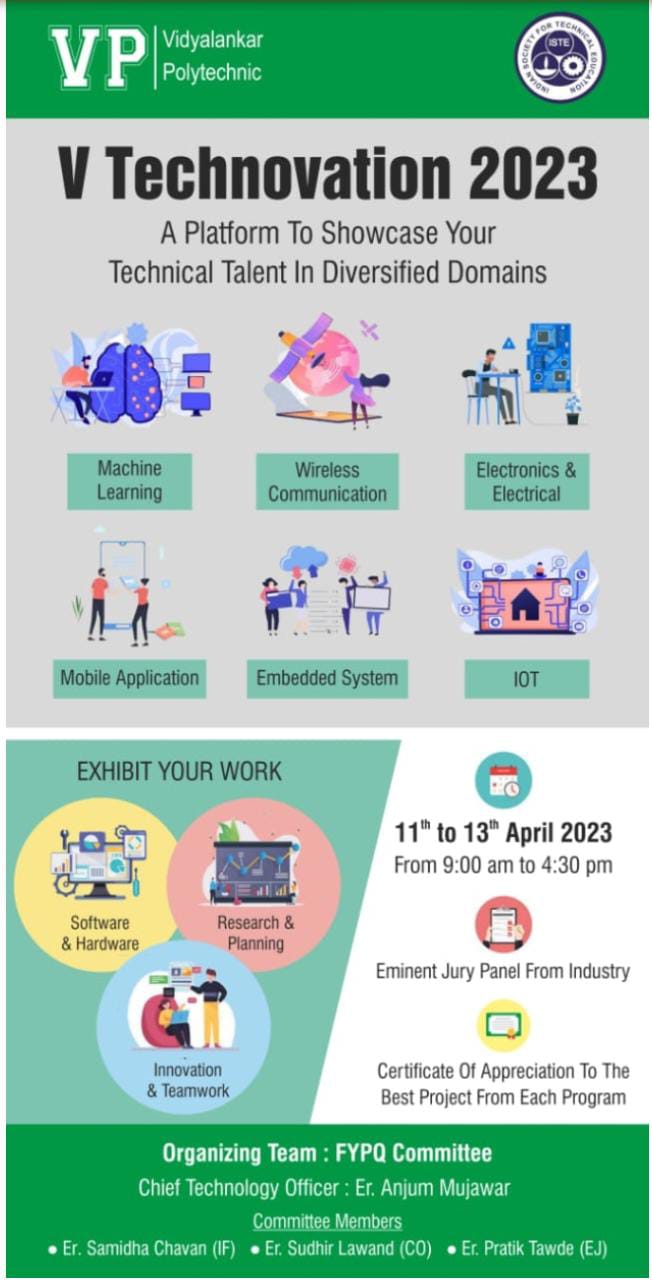 VP
Vidyalankar
Polytechnic
INDIAN SOCIETY FOR TECHNICAL EDUCATION
ISTE
V Technovation 2023
A Platform To Showcase Your
Technical Talent In Diversified Domains
Machine
Learning
Wireless
Communication
Electronics &
Electrical
Mobile Application
Embedded System
IOT
EXHIBIT YOUR WORK
Software
& Hardware
Research &
Planning
Innovation
& Teamwork
11th to 13th April 2023
From 9:00 am to 4:30 pm
Eminent Jury Panel From Industry
Certificate Of Appreciation To The
Best Project From Each Program
Organizing Team : FYPQ Committee
Chief Technology Officer : Er. Anjum Mujawar
Committee Members
● Er. Samidha Chavan (IF) ● Er. Sudhir Lawand (CO) ● Er. Pratik Tawde (EJ)